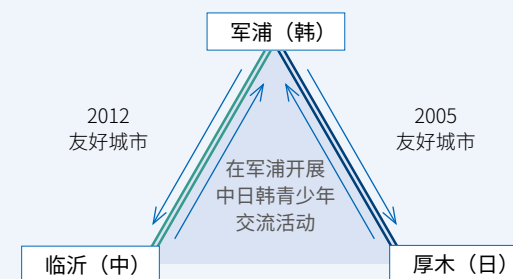 军浦（韩）
2012
友好城市
2005
友好城市
在军浦开展
中日韩青少年
交流活动
临沂（中）
厚木（日）